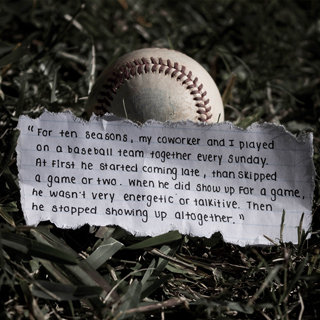 "For ten seasons, my coworker and I played
on a baseball team together every Sunday.
At first he started coming late, than skipped
a game or two. When he did show up for a game,
he wasn't very energetic or talkitive. Then
he stopped showing up altogether."